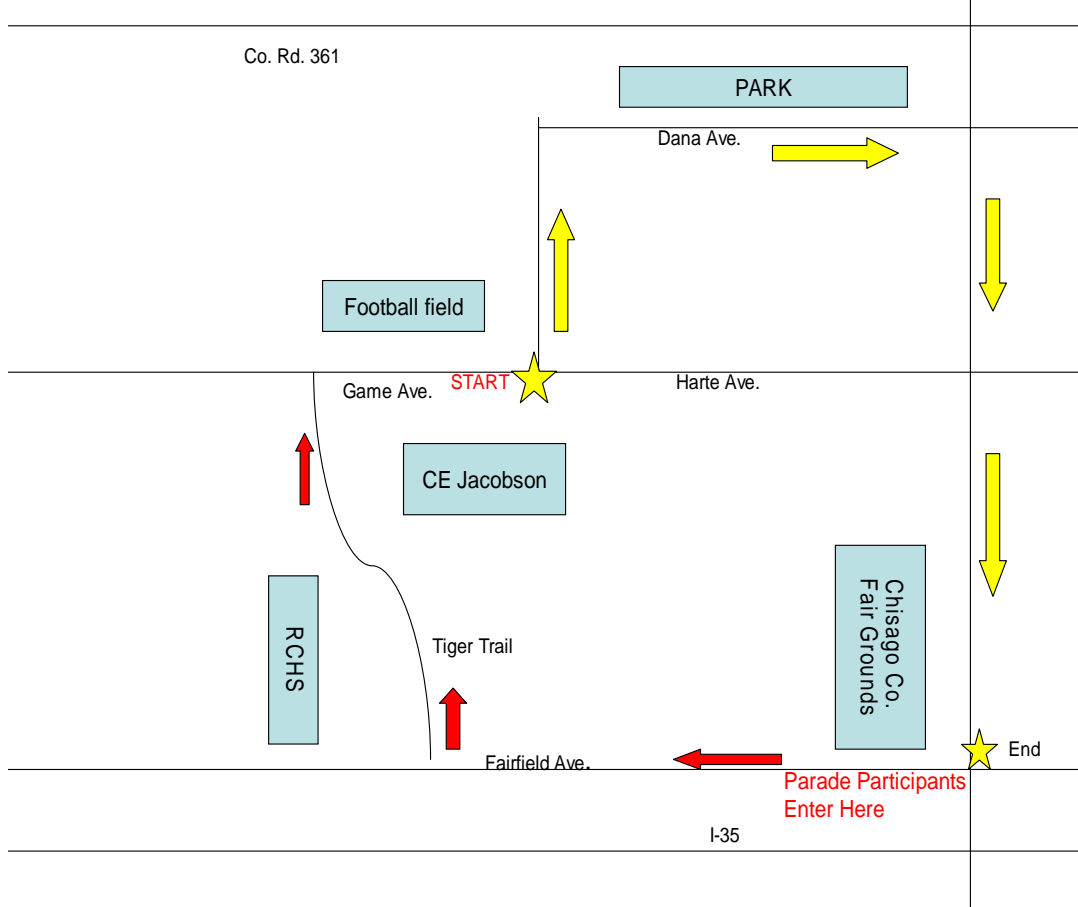 Co. Rd. 361
PARK
Dana Ave.
Football field
Game Ave.
START
Harte Ave.
CE Jacobson
Chisago Co.
Fair Grounds
RCHS
Tiger Trail
End
Fairfield Ave.
Parade Participants
Enter Here
I-35